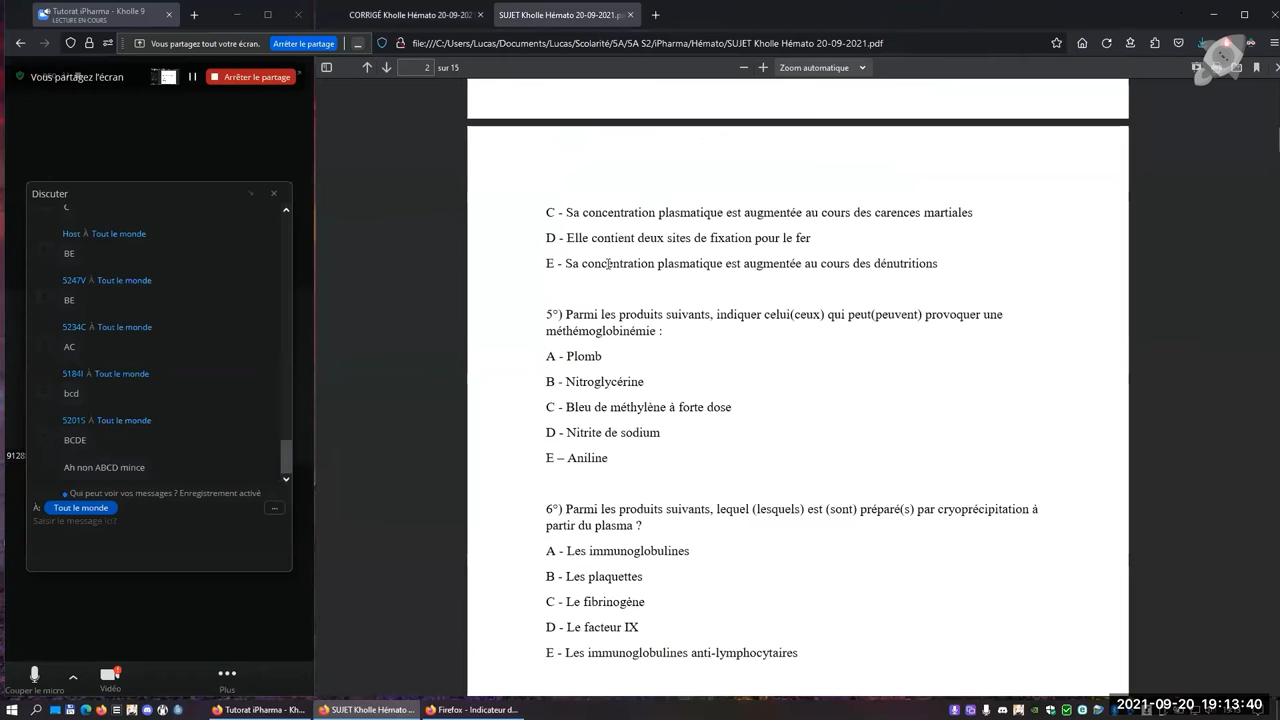 Tutorat iPharma - Kholle 9
LECTURE EN COURS
CORRIGÉ Kholle Hémato 20-09-202
SUJET Kholle Hémato 20-09-2021.pa
Vous partagez tout écran.
Arrêter le partage
...
file:///C:/Users/Lucas/Documents/Lucas/Scolarité/SA/SA S2/iPharma/Hémato/SUJET Kholle Hémato 20-09-2021.pdf
Vous partagez l'écran
Arrêter le partage
2
sur 15
Zoom automatique
Discuter
C
Host À Tout le monde
BE
5247V À Tout le monde
BE
5234C À Tout le monde
AC
5184I À Tout le monde
bcd
5201S À Tout le monde
BCDE
Ah non ABCD mince
9128
Qui peut voir vos messages ? Enregistrement activé
À:
Tout le monde
...
Saisir le message ici?
C - Sa concentration plasmatique est augmentée au cours des carences martiales
D - Elle contient deux sites de fixation pour le fer
E - Sa concentration plasmatique est augmentée au cours des dénutritions
5°) Parmi les produits suivants, indiquer celui(ceux) qui peut(peuvent) provoquer une
méthémoglobinémie :
A - Plomb
B - Nitroglycérine
C - Bleu de méthylène à forte dose
D - Nitrite de sodium
E – Aniline
6°) Parmi les produits suivants, lequel (lesquels) est (sont) préparé(s) par cryoprécipitation à
partir du plasma ?
A - Les immunoglobulines
B - Les plaquettes
C - Le fibrinogène
D - Le facteur IX
E - Les immunoglobulines anti-lymphocytaires
Couper le micro
Vidéo
Plus
Tutorat iPharma - Kh...
SUJET Kholle Hémato ...
Firefox - Indicateur d...
2021-09-20 19:13:40